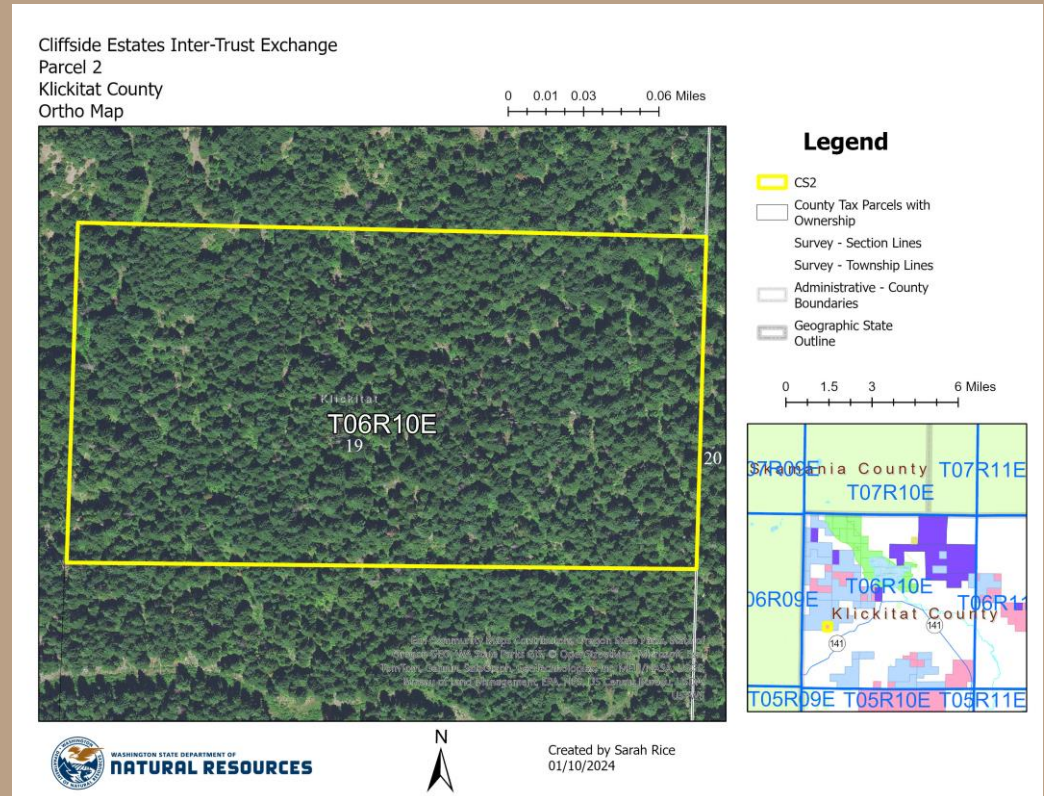 Cliffside Estates Inter-Trust Exchange
Parcel 2
Klickitat County
Ortho Map
0 0.01 0.03 0.06 Miles
Klickitat
T06R10E
19
20
Legend
CS2
County Tax Parcels with
Ownership
Survey - Section Lines
Survey - Township Lines
Administrative - County
Boundaries
Geographic State
Outline
0 1.5 3 6 Miles
07R09E Skamania County T07R11E
T07R10E
06R09E T06R10E T06R11
Klickitat County
141
141
T05R09E T05R10E T05R11E
WASHINGTON STATE DEPARTMENT OF
NATURAL RESOURCES
N
Created by Sarah Rice
01/10/2024